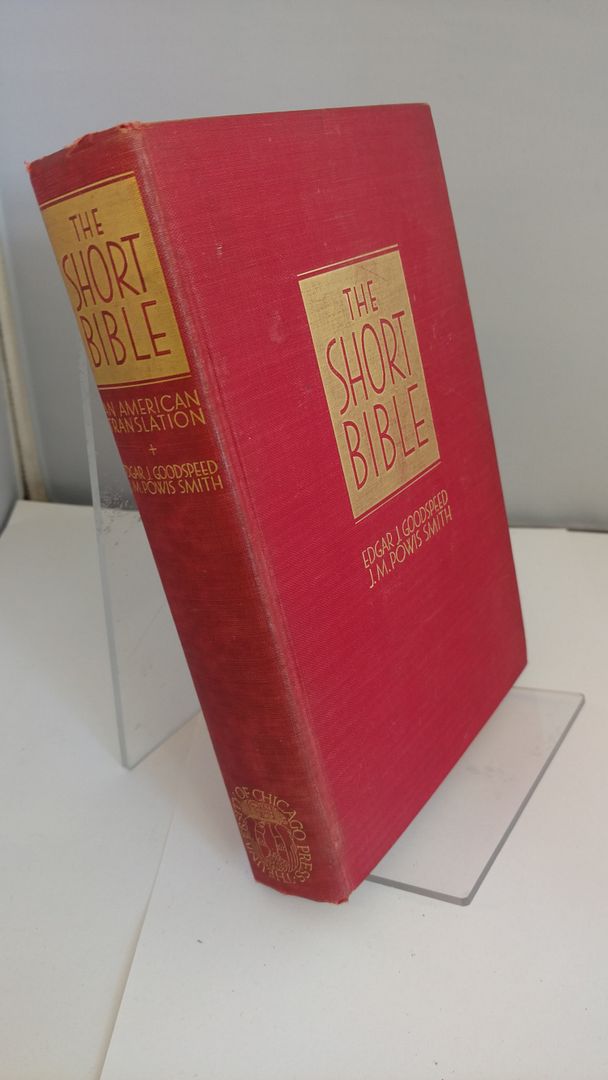 THE
SHORT
BIBLE
AN AMERICAN
TRANSLATION
+
EDGAR J. GOODSPEED
J.M. POWIS SMITH
OF CHICAGO PRESS
THE
THE
SHORT
BIBLE
EDGAR J. GOODSPEED
J. M. POWIS SMITH